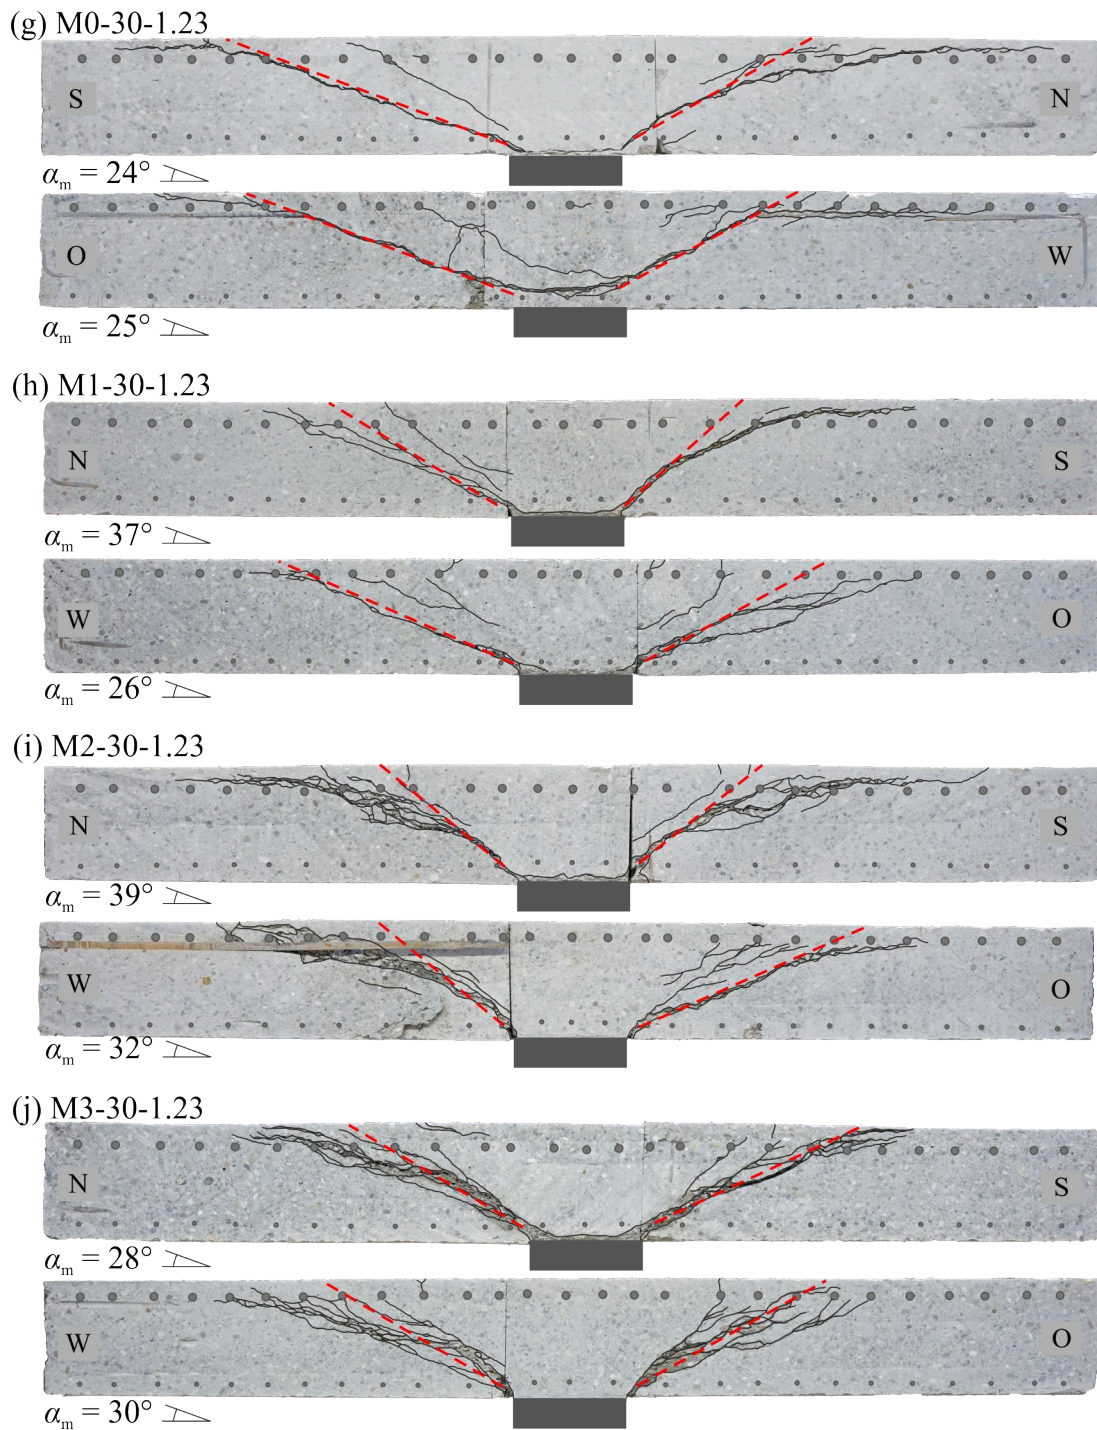 (g) M0-30-1.23
S N
αm = 24°
O W
αm = 25°
(h) M1-30-1.23
N S
αm = 37°
W O
αm = 26°
(i) M2-30-1.23
N S
αm = 39°
W O
αm = 32°
(j) M3-30-1.23
N S
αm = 28°
W O
αm = 30°